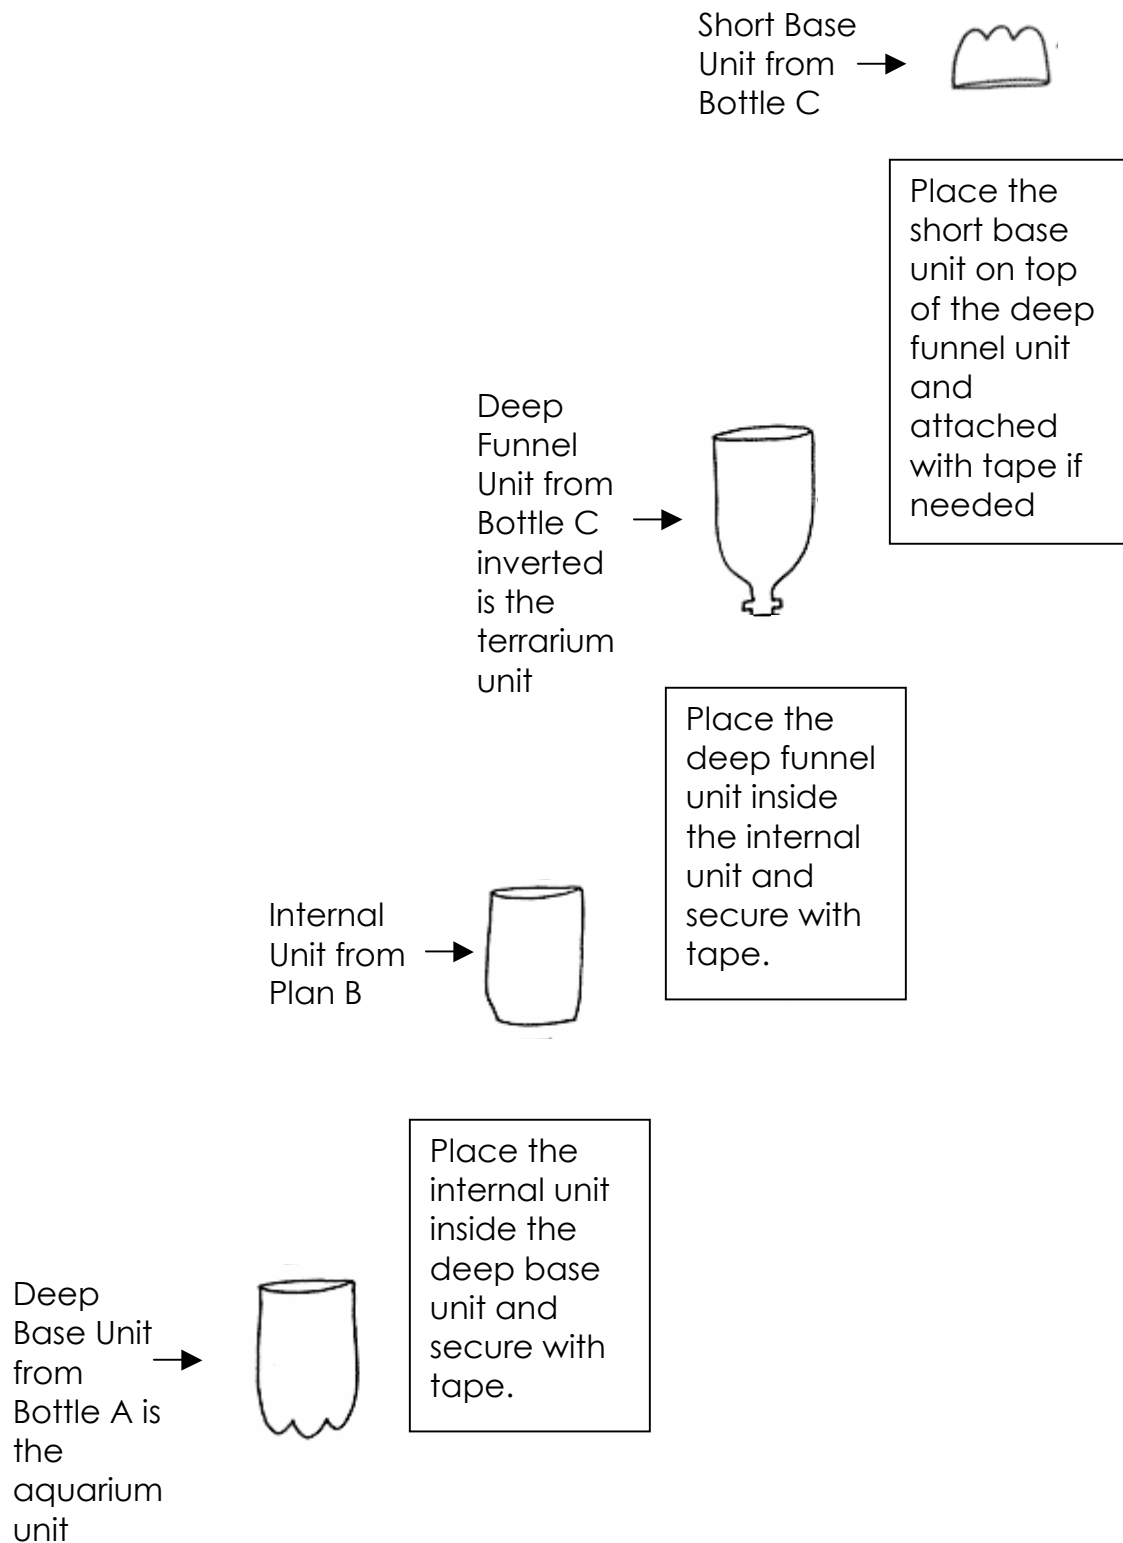 Short Base
Unit from
Bottle C
Place the
short base
unit on top
of the deep
funnel unit
and
attached
with tape if
needed
Deep
Funnel
Unit from
Bottle C
inverted
is the
terrarium
unit
Place the
deep funnel
unit inside
the internal
unit and
secure with
tape.
Internal
Unit from
Plan B
Place the
internal unit
inside the
deep base
unit and
secure with
tape.
Deep
Base Unit
from
Bottle A is
the
aquarium
unit